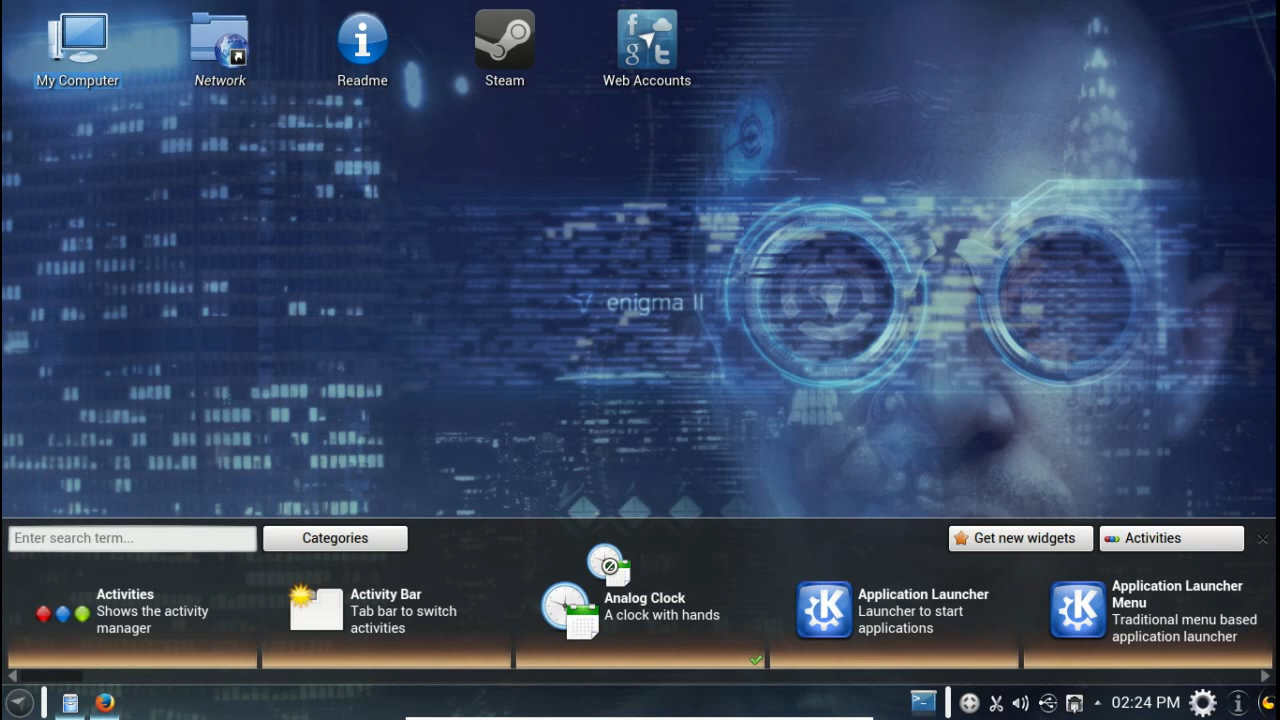 My Computer
Network
Readme
Steam
Web Accounts
enigma II
Enter search term...
Categories
Get new widgets
Activities
Activities
Shows the activity
manager
Activity Bar
Tab bar to switch
activities
Analog Clock
A clock with hands
Application Launcher
Launcher to start
applications
Application Launcher
Menu
Traditional menu based
application launcher
02:24 PM